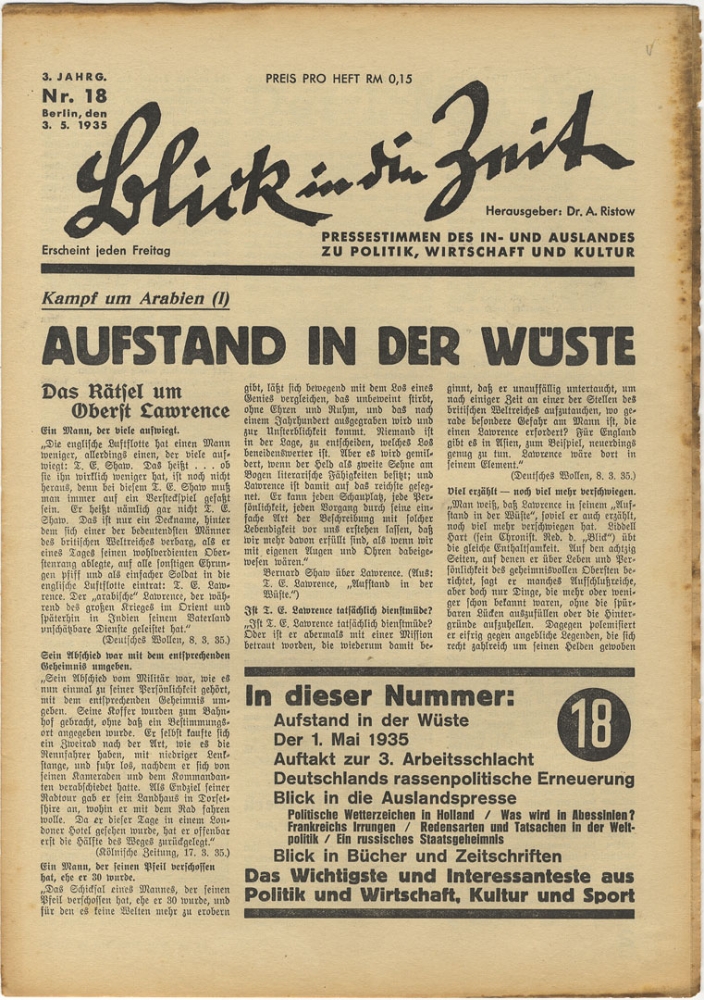 3. JAHRG.
Nr. 18
Berlin, den
3. 5. 1935
PREIS PRO HEFT RM 0,15
Blick in die Zeit
Herausgeber: Dr. A. Ristow
Erscheint jeden Freitag
PRESSESTIMMEN DES IN- UND AUSLANDES
ZU POLITIK, WIRTSCHAFT UND KULTUR
Kampf um Arabien (I)
AUFSTAND IN DER WÜSTE
Das Rätsel um
Oberst Lawrence
Ein Mann, der viele aufwiegt.
„Die englische Luftflotte hat einen Mann
weniger, allerdings einen, der viele auf-
wiegt: T. E. Shaw. Das heißt . . . ob
sie ihn wirklich weniger hat, ist noch nicht
heraus, denn bei diesem T. E. Shaw muß
man immer auf ein Versteckspiel gefaßt
sein. Er heißt nämlich gar nicht T. E.
Shaw. Das ist nur ein Deckname, hinter
dem sich einer der bedeutendsten Männer
des britischen Weltreiches verbarg, als er
eines Tages seinen wohlverdienten Ober-
stenrang ablegte, auf alle sonstigen Ehrun-
gen pfiff und als einfacher Soldat in die
englische Luftflotte eintrat: T. E. Law-
rence. Der „arabische“ Lawrence, der wäh-
rend des großen Krieges im Orient und
späterhin in Indien seinem Vaterland
unschätzbare Dienste geleistet hat.“
(Deutsches Wollen, 8. 3. 35.)
Sein Abschied war mit dem entsprechenden
Geheimnis umgeben.
„Sein Abschied vom Militär war, wie es
nun einmal zu seiner Persönlichkeit gehört,
mit dem entsprechenden Geheimnis um-
geben. Seine Koffer wurden zum Bahn-
hof gebracht, ohne daß ein Bestimmungs-
ort angegeben wurde. Er selbst kaufte sich
ein Zweirad nach der Art, wie es die
Rennfahrer haben, mit niedriger Lenk-
stange, und fuhr los, nachdem er sich von
seinen Kameraden und dem Kommandan-
ten verabschiedet hatte. Als Endziel seiner
Radtour gab er sein Landhaus in Dorset-
shire an, wohin er mit dem Rad fahren
wolle. Da er dieser Tage in einem Lon-
doner Hotel gesehen wurde, hat er offenbar
erst die Hälfte des Weges zurückgelegt.“
(Kölnische Zeitung, 17. 3. 35.)
Ein Mann, der seinen Pfeil verschossen
hat, ehe er 30 wurde.
„Das Schicksal eines Mannes, der seinen
Pfeil verschossen hat, ehe er 30 wurde, und
für den es keine Welten mehr zu erobern
gibt, läßt sich bewegend mit dem Los eines
Genies vergleichen, das unbeweint stirbt,
ohne Ehren und Ruhm, und das nach
einem Jahrhundert ausgegraben wird und
zur Unsterblichkeit kommt. Niemand ist
in der Lage, zu entscheiden, welches Los
beneidenswerter ist. Aber es wird gemil-
dert, wenn der Held als zweite Sehne am
Bogen literarische Fähigkeiten besitzt; und
Lawrence ist damit auf das reichste geseg-
net. Er kann jeden Schauplatz, jede Per-
sönlichkeit, jeden Vorgang durch seine ein-
fache Art der Beschreibung mit solcher
Lebendigkeit vor uns entstehen lassen, daß
wir mehr davon erfüllt sind, als wenn wir
mit eigenen Augen und Ohren dabeige-
wesen wären.“
Bernard Shaw über Lawrence. (Aus:
T. E. Lawrence, „Aufstand in der
Wüste“)
Ist T. E. Lawrence tatsächlich dienstmüde?
„Ist T. E. Lawrence tatsächlich dienstmüde?
Oder ist er abermals mit einer Mission
betraut worden, die wiederum damit be-
ginnt, daß er unauffällig untertaucht, um
nach einiger Zeit an einer der Stellen des
britischen Weltreiches aufzutauchen, wo ge-
rade besondere Gefahr am Mann ist, die
einen Lawrence erfordert? Für England
gibt es in Asien, zum Beispiel, neuerdings
genug zu tun. Lawrence wäre dort in
seinem Element.“
(Deutsches Wollen, 8. 3. 35.)
Viel erzählt — noch viel mehr verschwiegen.
„Man weiß, daß Lawrence in seinem „Auf-
stand in der Wüste“, soviel er auch erzählt,
noch viel mehr verschwiegen hat. Liddell
Hart (sein Chronist. Red. d. „Blick“) übt
die gleiche Enthaltsamkeit. Auf den achtzig
Seiten, auf denen er über Leben und Per-
sönlichkeit des geheimnisvollen Obersten be-
richtet, sagt er manches Aufschlußreiche,
aber doch nur Dinge, die mehr oder weni-
ger schon bekannt waren, ohne die spür-
baren Lücken auszufüllen oder die Hinter-
gründe aufzuhellen. Dagegen polemisiert
er eifrig gegen angebliche Legenden, die sich
recht zahlreich um seinen Helden gewoben
In dieser Nummer:
18
Aufstand in der Wüste
Der 1. Mai 1935
Auftakt zur 3. Arbeitsschlacht
Deutschlands rassenpolitische Erneuerung
Blick in die Auslandspresse
Politische Wetterzeichen in Holland / Was wird in Abessinien?
Frankreichs Irrungen / Redensarten und Tatsachen in der Welt-
politik / Ein russisches Staatsgeheimnis
Blick in Bücher und Zeitschriften
Das Wichtigste und Interessanteste aus
Politik und Wirtschaft, Kultur und Sport